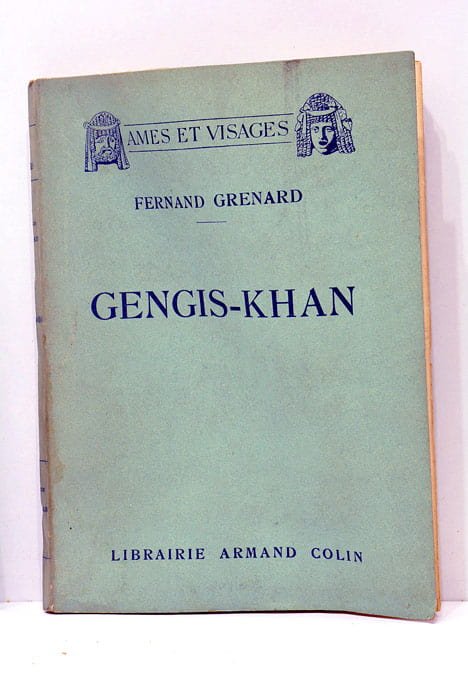 AMES ET VISAGES
FERNAND GRENARD
GENGIS-KHAN
LIBRAIRIE ARMAND COLIN